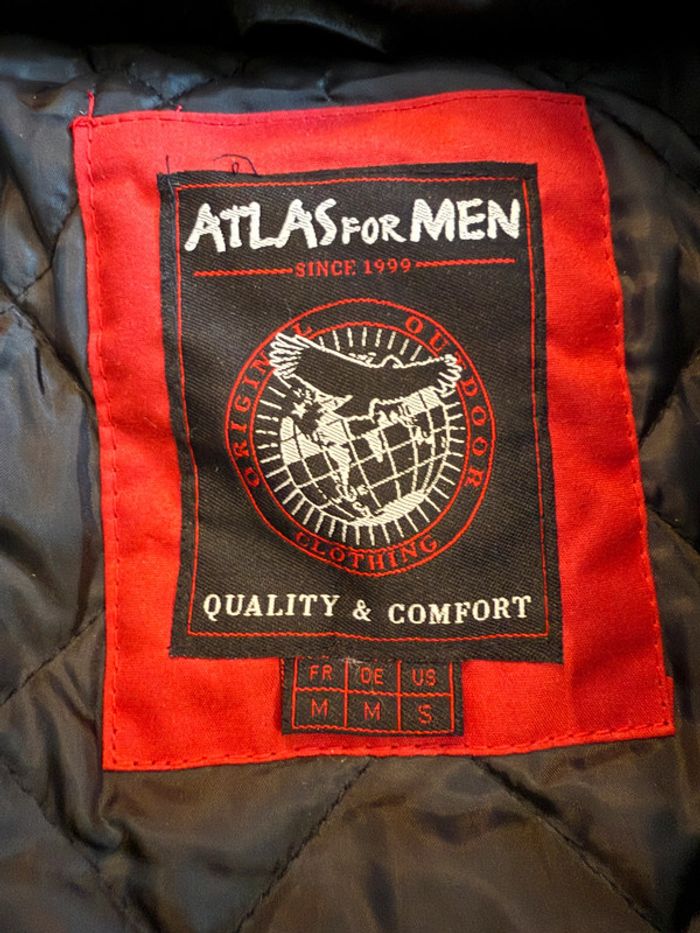 ATLAS FOR MEN
SINCE 1999
ORIGINAL OUTDOOR
CLOTHING
QUALITY & COMFORT
FR DE US
M M S